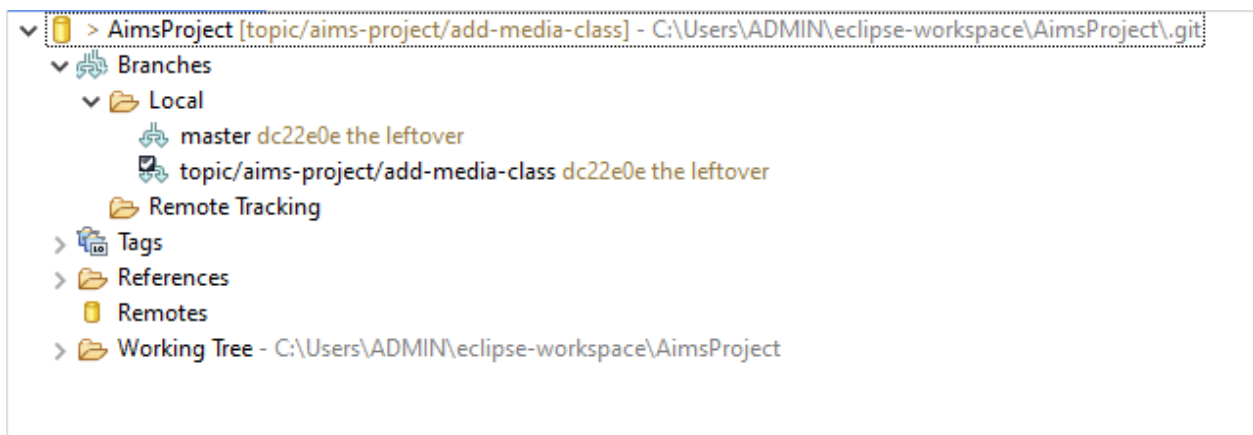 > AimsProject [topic/aims-project/add-media-class] - C:\Users\ADMIN\eclipse-workspace\AimsProject\.git
Branches
Local
master dc22e0e the leftover
topic/aims-project/add-media-class dc22e0e the leftover
Remote Tracking
Tags
References
Remotes
Working Tree - C:\Users\ADMIN\eclipse-workspace\AimsProject